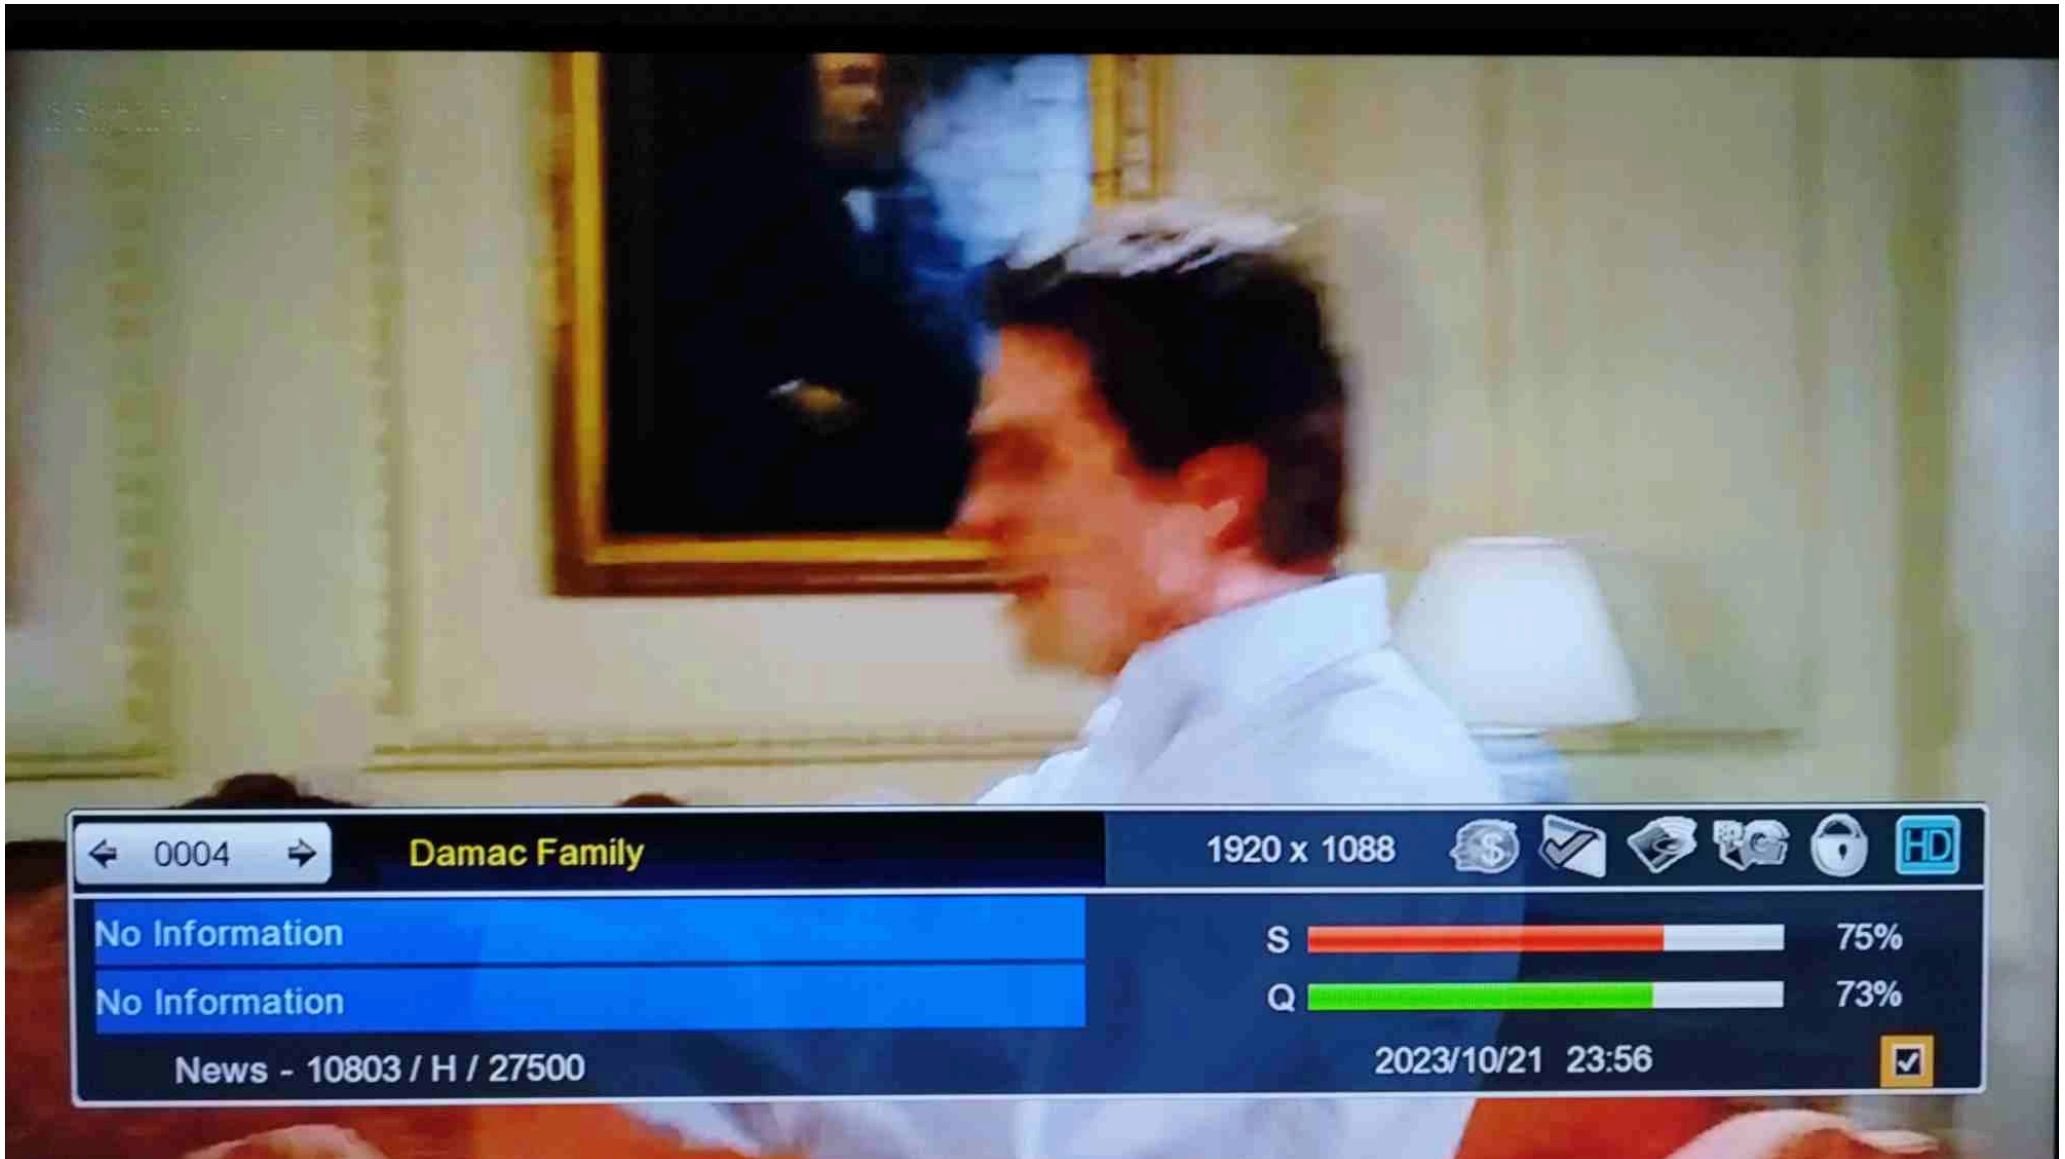 0004
Damac Family
1920 x 1088
$
HD
No Information
No Information
S 75%
Q 73%
News - 10803 / H / 27500
2023/10/21 23:56